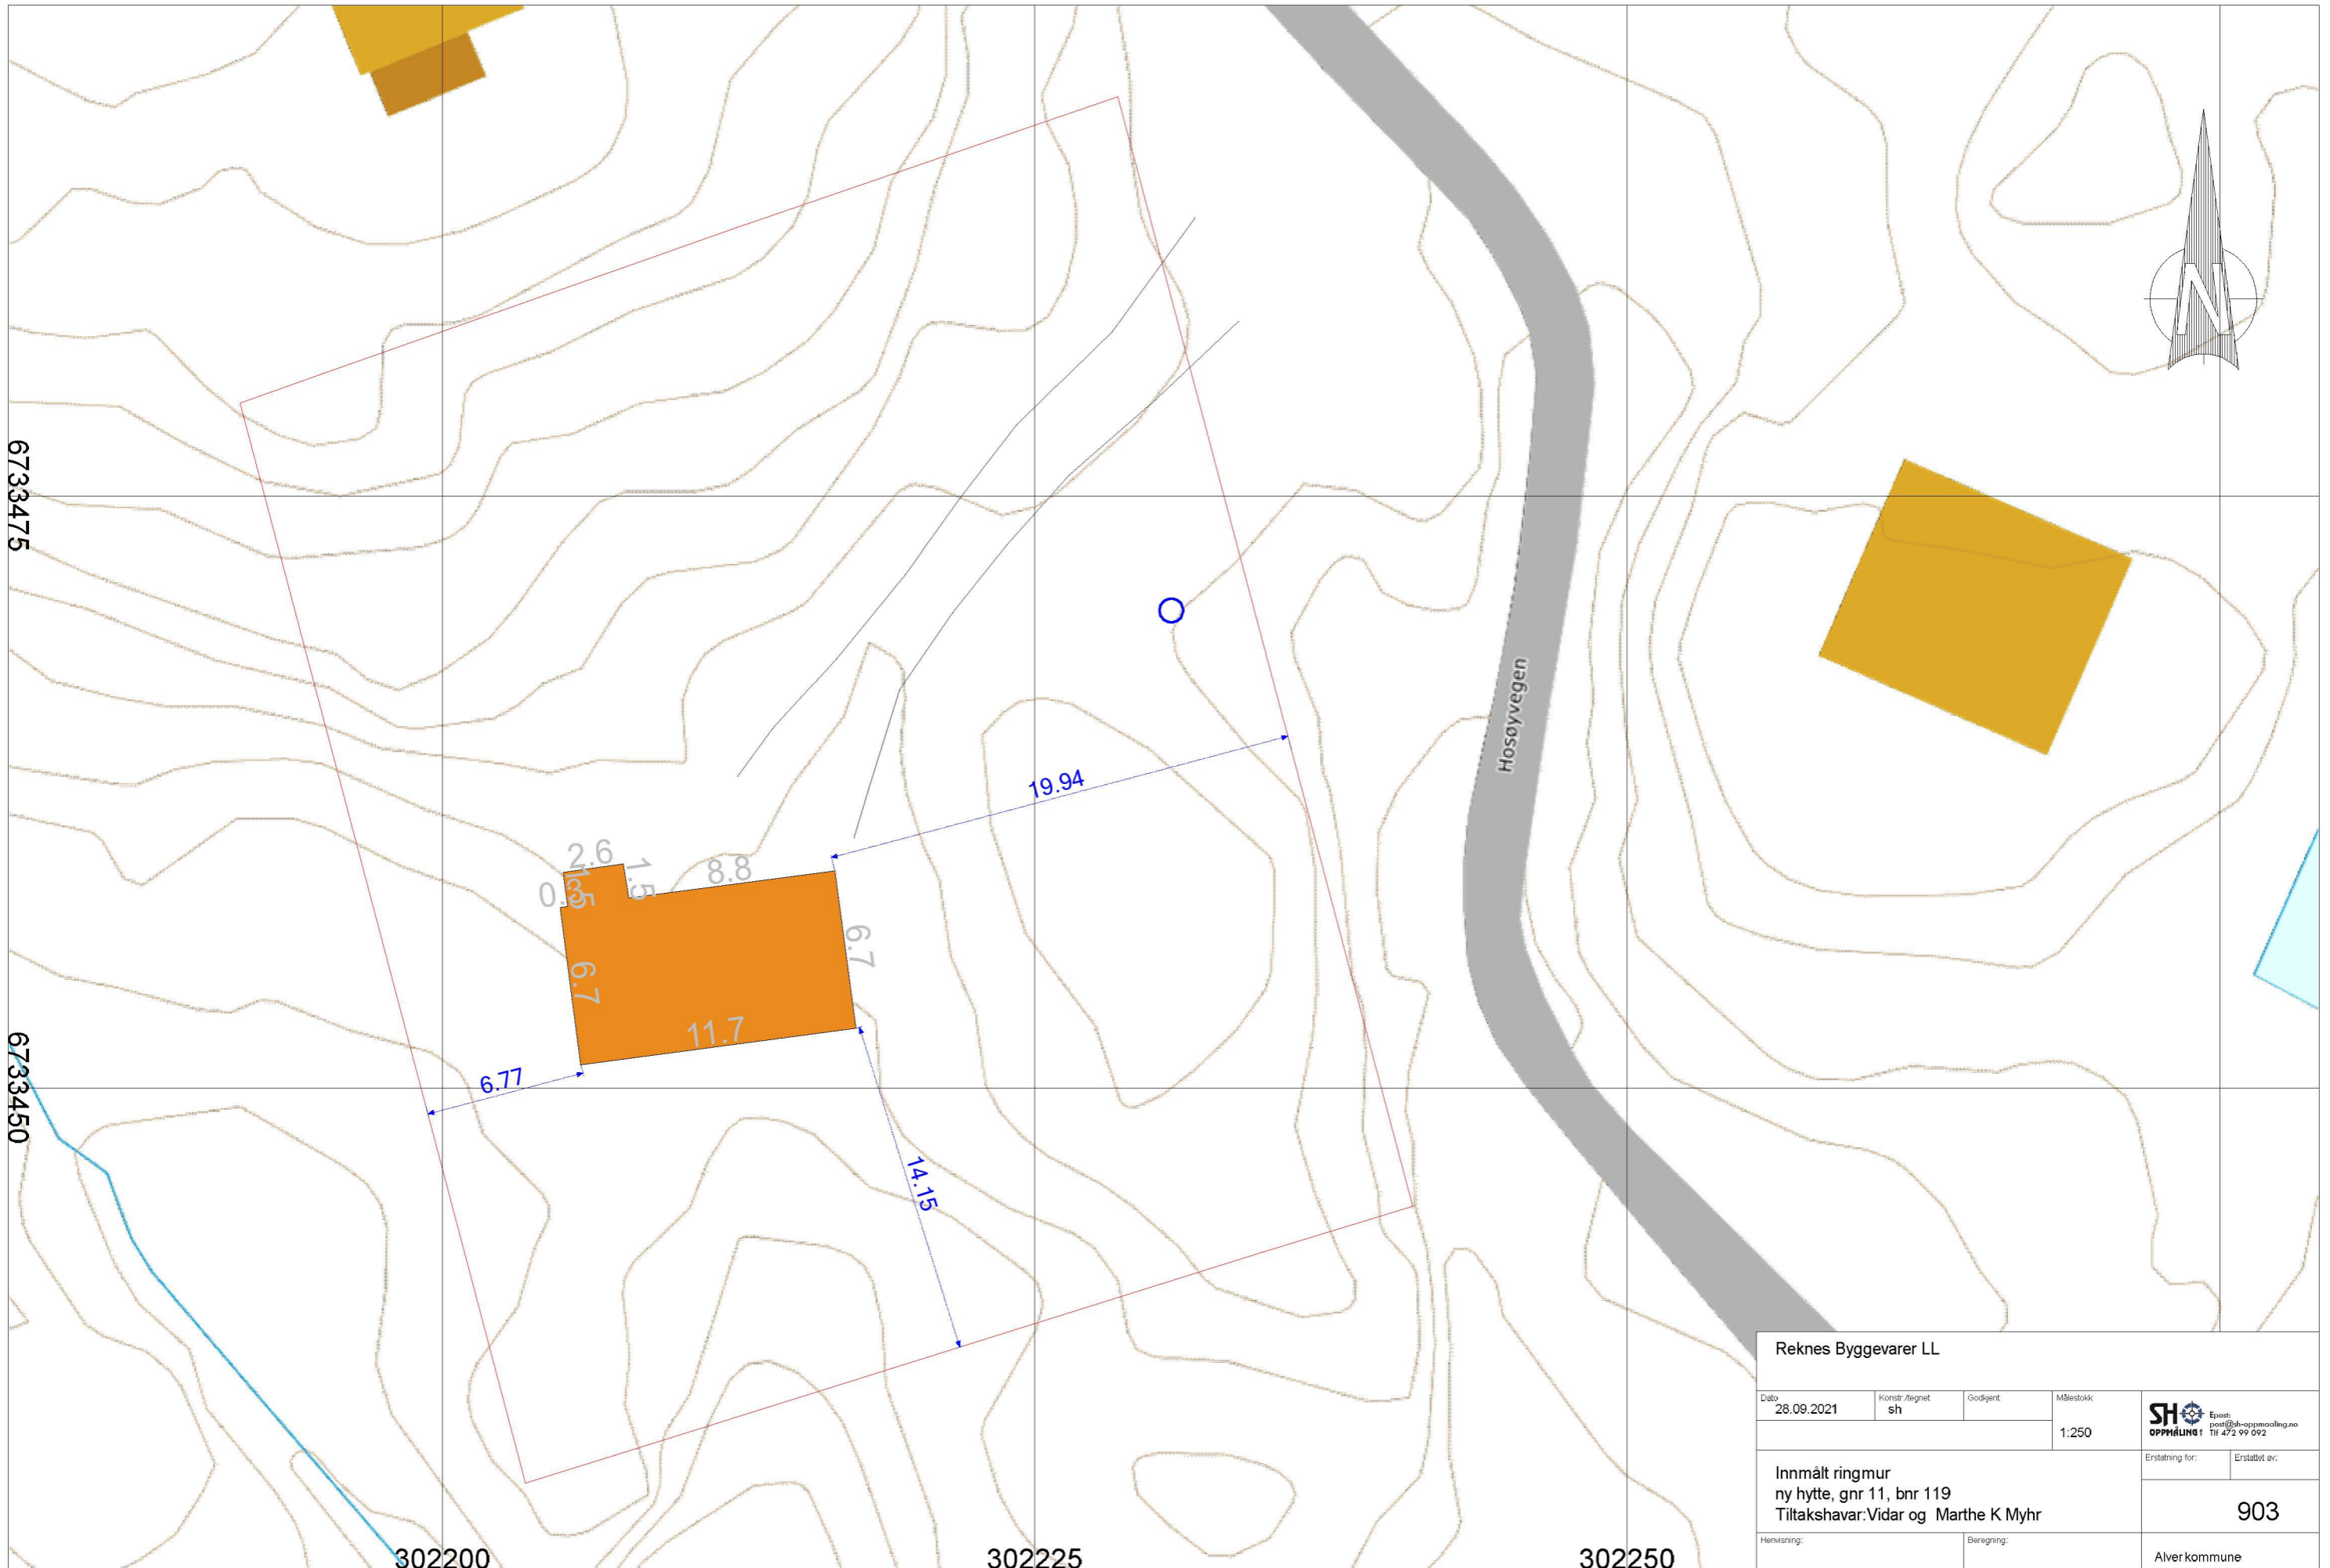 N
6733475
Hosøyvegen
19.94
2.6
1.5
8.8
6.7
6.7
11.7
6.77
14.15
6733450
302200
302225
302250
Reknes Byggevarer LL
Dato
28.09.2021
Konstr./tegnet
sh
Godkjent
Målestokk
1:250
SH
OPPMÅLING
Epost:
post@sh-oppmaaling.no
Tlf 472 99 092
Erstatning for:
Erstattet av:
Innmålt ringmur
ny hytte, gnr 11, bnr 119
Tiltakshavar:Vidar og Marthe K Myhr
903
Henvisning:
Beregning:
Alver kommune